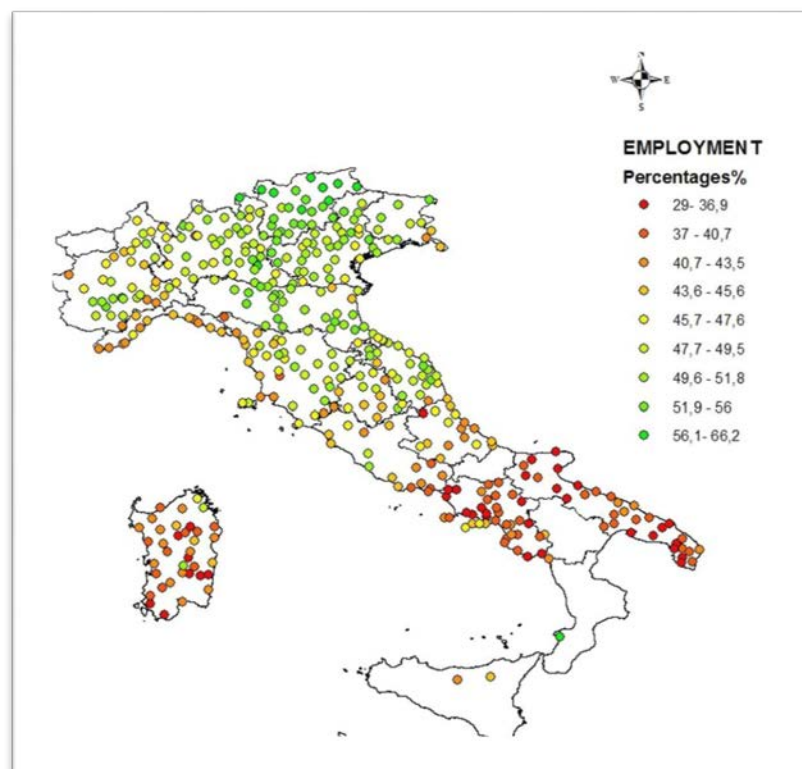 N
W E
S
EMPLOYMENT
Percentages%
29- 36,9
37 - 40,7
40,7 - 43,5
43,6 - 45,6
45,7 - 47,6
47,7 - 49,5
49,6 - 51,8
51,9 - 56
56,1- 66,2